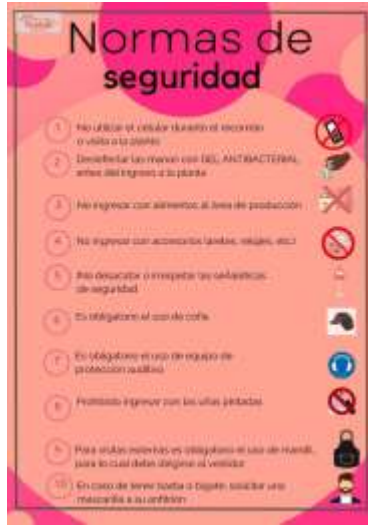 Normas de
seguridad
1 No utilizar el celular durante el recorrido
o visita a la planta
2 Desinfectar las manos con GEL ANTIBACTERIAL
antes del ingreso a la planta
3 No ingresar con alimentos al área de producción
4 No ingresar con accesorios (aretes, relojes, etc.)
5 No desacatar o irrespetar las señaléticas
de seguridad
6 Es obligatorio el uso de cofia
7 Es obligatorio el uso de equipo de
protección auditivo
8 Prohibido ingresar con las uñas pintadas
9 Para visitas externas es obligatorio el uso de mandil,
para lo cual debe dirigirse al vestidor
10 En caso de tener barba o bigote, solicitar una
mascarilla a su anfitrión